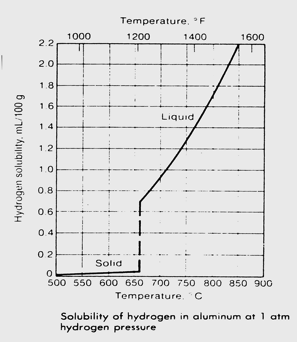 Temperature, °F
1000 1200 1400 1600
2.2
2.0
1.8
1.6
1.4
1.2
1.0
0.8
0.6
0.4
0.2
0
Hydrogen solubility, mL/100 g
Liquid
Solid
500 550 600 650 700 750 800 850 900
Temperature, °C
Solubility of hydrogen in aluminum at 1 atm
hydrogen pressure